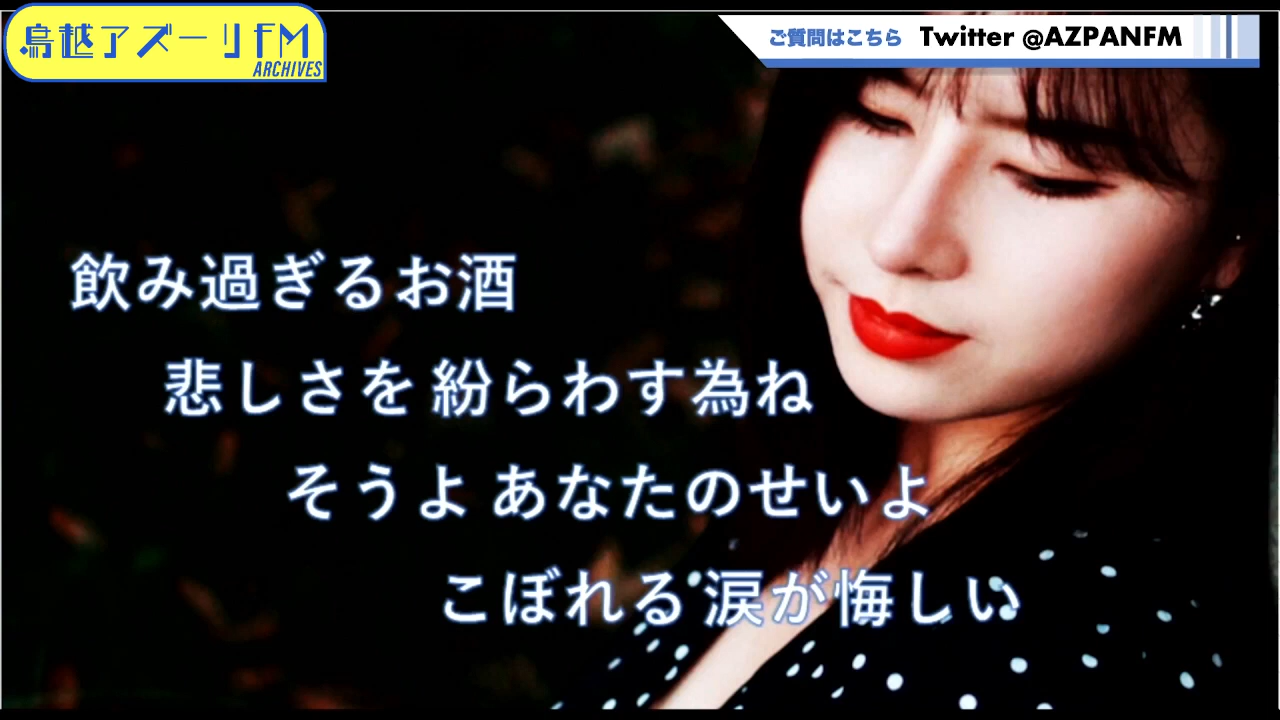 鳥越アズーリFM
ARCHIVES
ご質問はこちら Twitter @AZPANFM
飲み過ぎるお酒
悲しさを 紛らわす為ね
そうよ あなたのせいよ
こぼれる 涙が悔しい